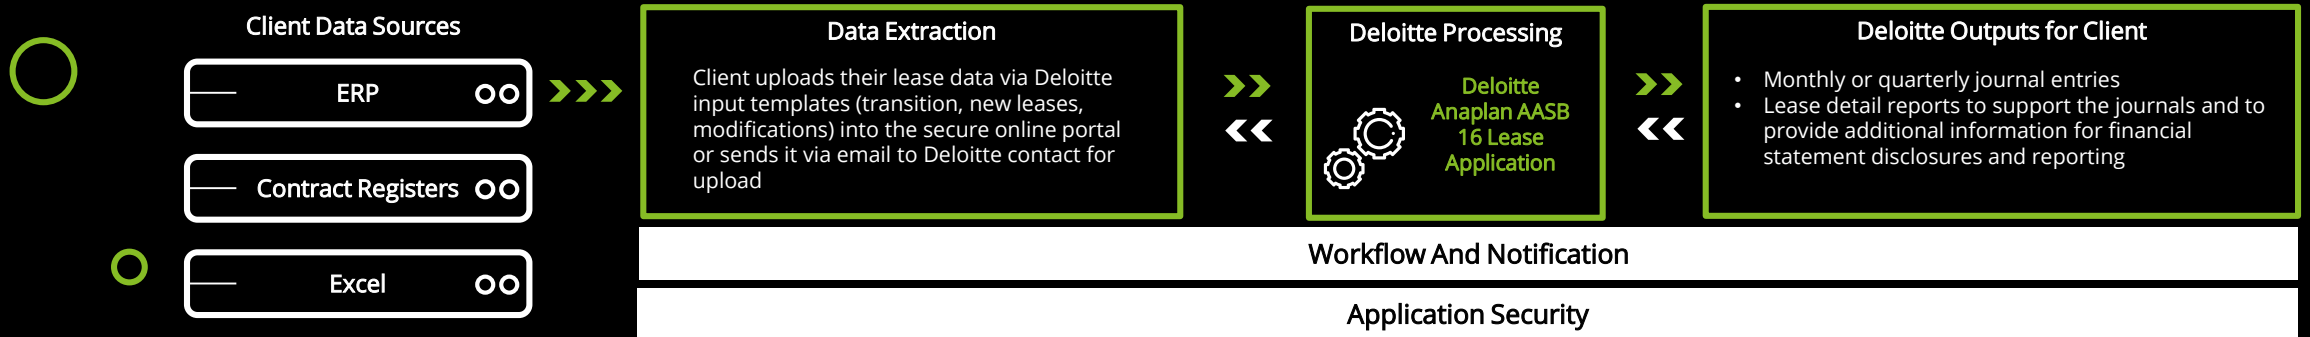 Client Data Sources
ERP
Contract Registers
Excel
Data Extraction
Client uploads their lease data via Deloitte
input templates (transition, new leases,
modifications) into the secure online portal
or sends it via email to Deloitte contact for
upload
Deloitte Processing
Deloitte
Anaplan AASB
16 Lease
Application
Deloitte Outputs for Client
• Monthly or quarterly journal entries
• Lease detail reports to support the journals and to
provide additional information for financial
statement disclosures and reporting
Workflow And Notification
Application Security